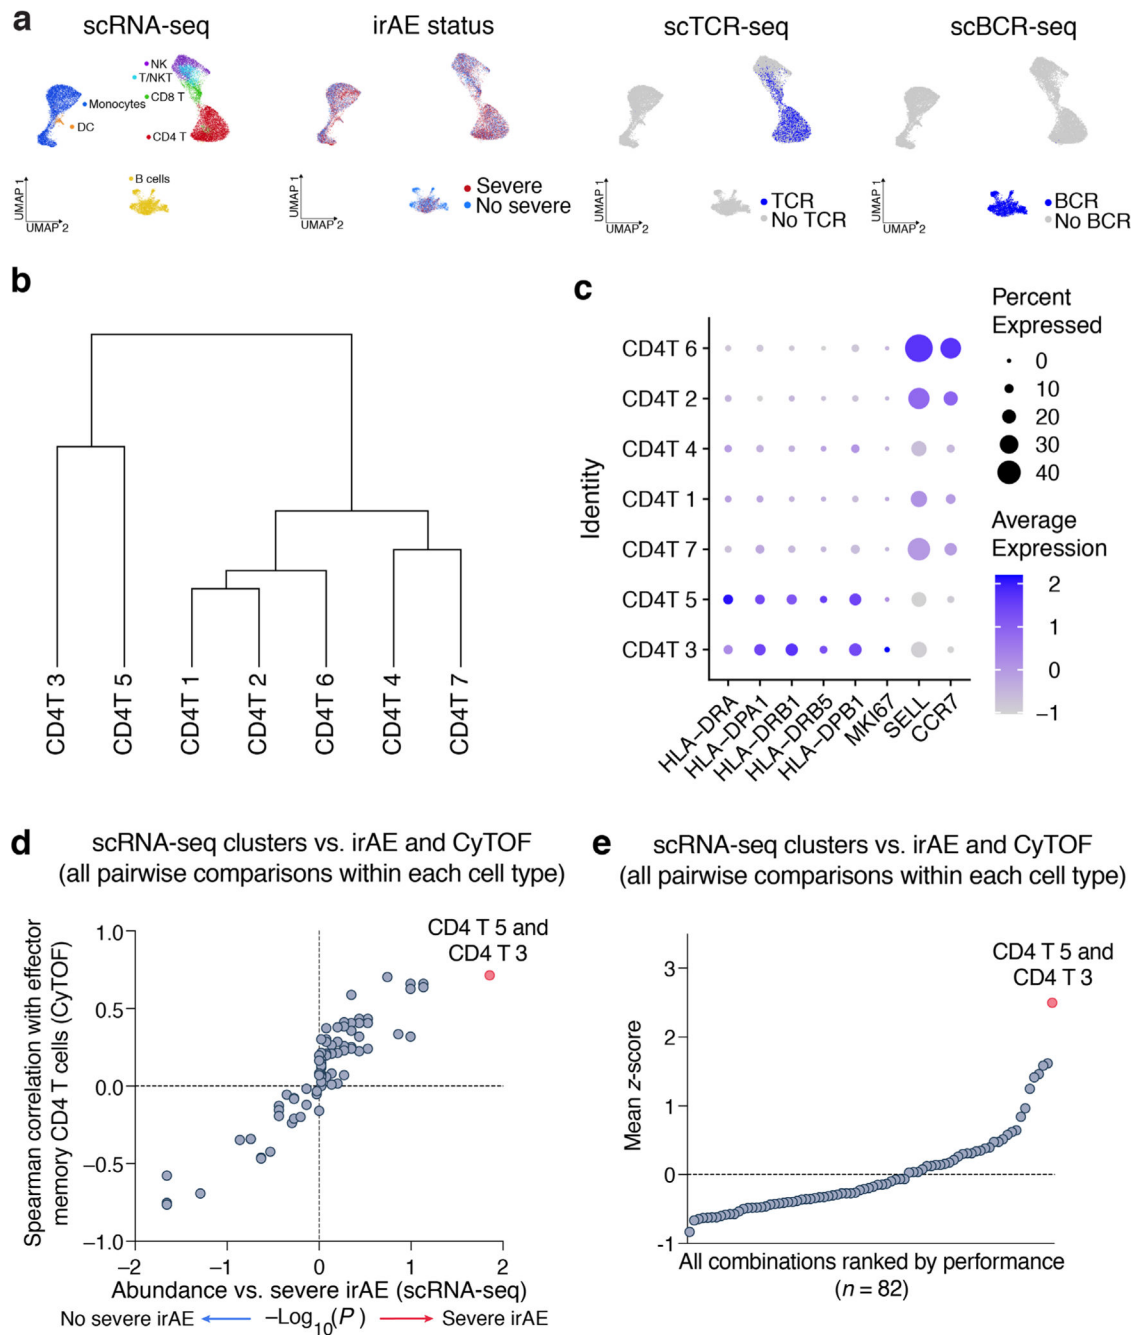 a
scRNA-seq
irAE status
scTCR-seq
scBCR-seq
NK
T/NKT
CD8 T
Monocytes
DC
CD4 T
B cells
UMAP 1
UMAP 2
UMAP 1
UMAP 2
Severe
No severe
UMAP 1
UMAP 2
TCR
No TCR
UMAP 1
UMAP 2
BCR
No BCR
b
CD4T 3
CD4T 5
CD4T 1
CD4T 2
CD4T 6
CD4T 4
CD4T 7
c
Identity
CD4T 6
CD4T 2
CD4T 4
CD4T 1
CD4T 7
CD4T 5
CD4T 3
HLA–DRA
HLA–DPA1
HLA–DRB1
HLA–DRB5
HLA–DPB1
MKI67
SELL
CCR7
Percent
Expressed
0
10
20
30
40
Average
Expression
2
1
0
−1
d
scRNA-seq clusters vs. irAE and CyTOF
(all pairwise comparisons within each cell type)
Spearman correlation with effector
memory CD4 T cells (CyTOF)
1.0
0.5
0.0
−0.5
−1.0
CD4 T 5 and
CD4 T 3
−2
−1
0
1
2
Abundance vs. severe irAE (scRNA-seq)
No severe irAE
−Log10(P)
Severe irAE
e
scRNA-seq clusters vs. irAE and CyTOF
(all pairwise comparisons within each cell type)
Mean z-score
3
2
1
0
-1
CD4 T 5 and
CD4 T 3
All combinations ranked by performance
(n = 82)